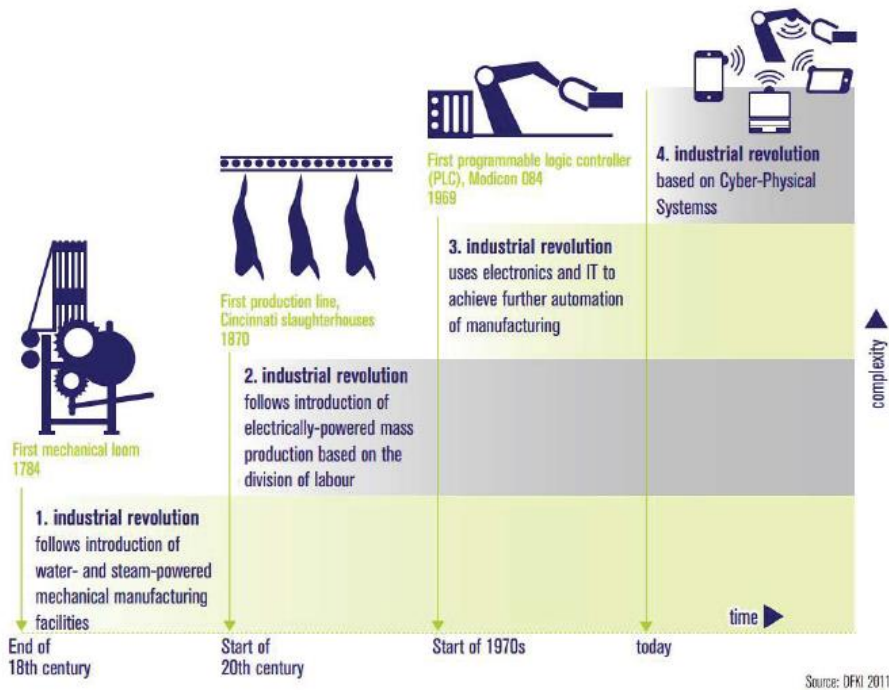 First mechanical loom
1784
1. industrial revolution
follows introduction of
water- and steam-powered
mechanical manufacturing
facilities
End of
18th century
First production line,
Cincinnati slaughterhouses
1870
2. industrial revolution
follows introduction of
electrically-powered mass
production based on the
division of labour
Start of
20th century
First programmable logic controller
(PLC), Modicon 084
1969
3. industrial revolution
uses electronics and IT to
achieve further automation
of manufacturing
Start of 1970s
4. industrial revolution
based on Cyber-Physical
Systemss
today
time
complexity
Source: DFKI 2011